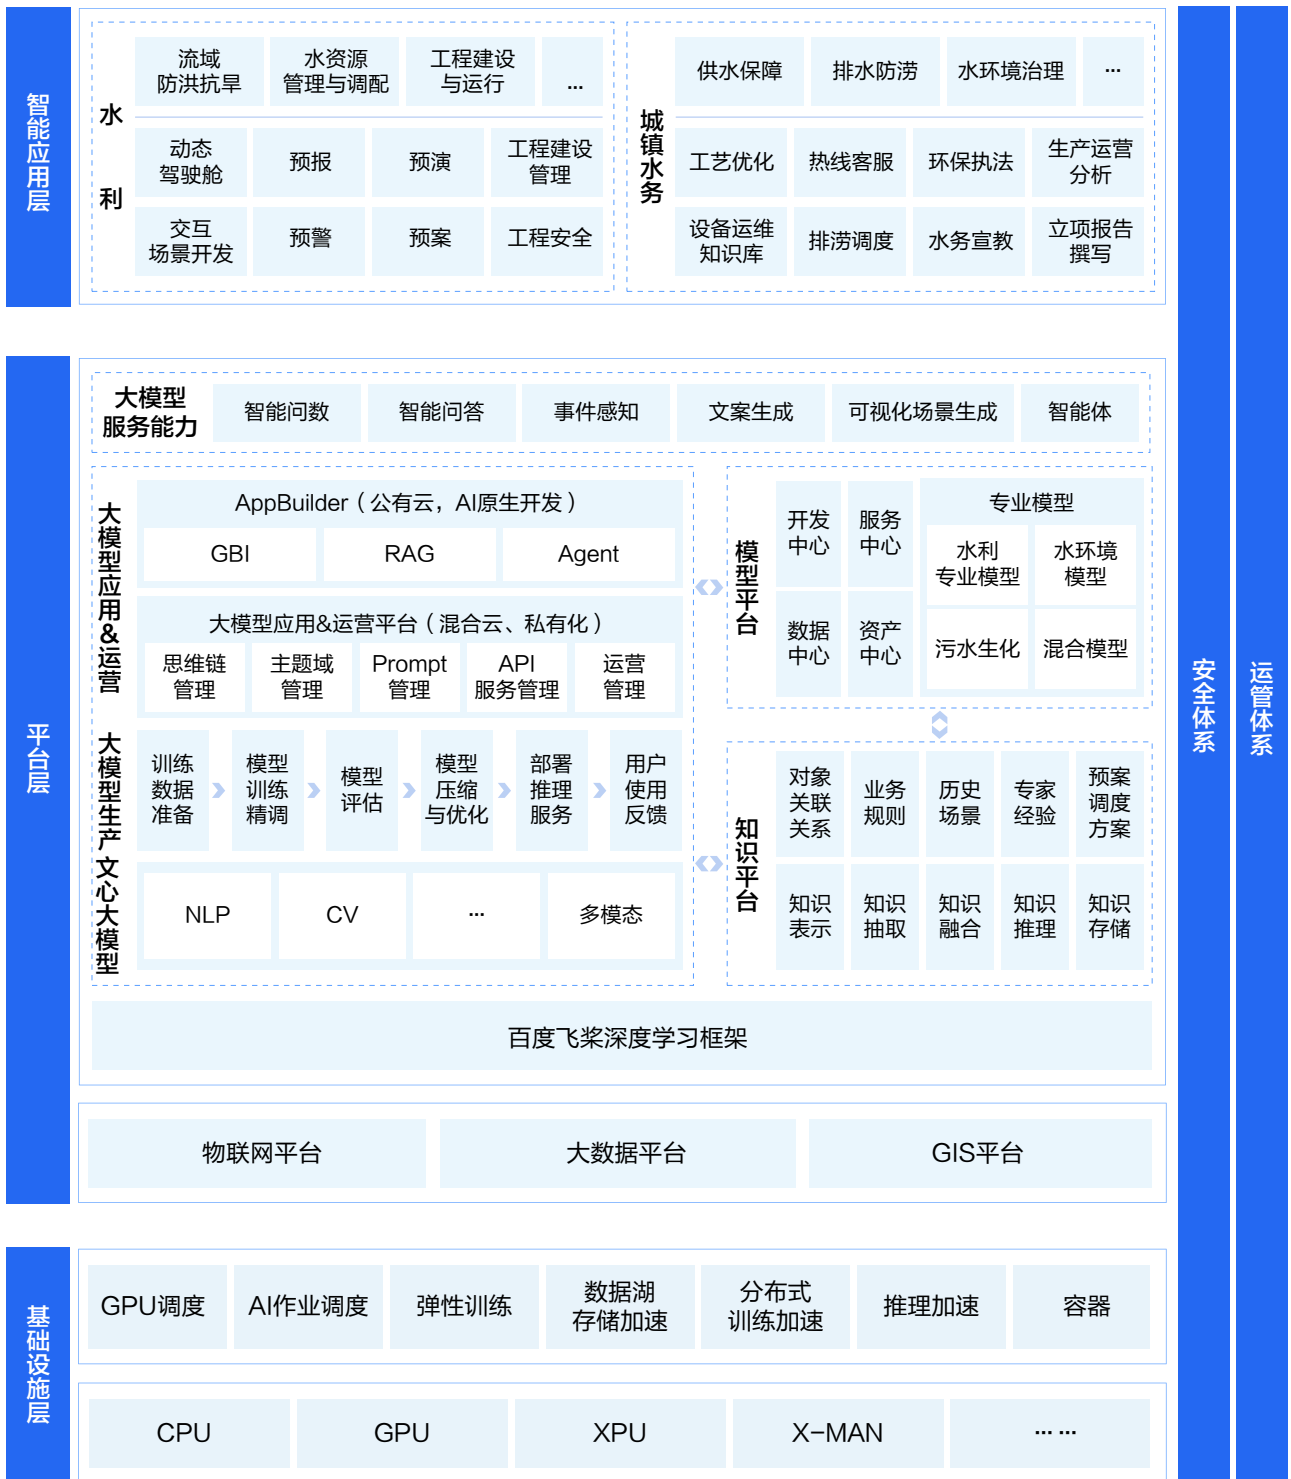 智能应用层
水利
流域
防洪抗旱
水资源
管理与调配
工程建设
与运行
...
动态
驾驶舱
预报
预演
工程建设
管理
交互
场景开发
预警
预案
工程安全
城镇水务
供水保障
排水防涝
水环境治理
...
工艺优化
热线客服
环保执法
生产运营
分析
设备运维
知识库
排涝调度
水务宣教
立项报告
撰写
平台层
大模型
服务能力
智能问数
智能问答
事件感知
文案生成
可视化场景生成
智能体
大模型应用&运营
AppBuilder（公有云，AI原生开发）
GBI
RAG
Agent
大模型应用&运营平台（混合云、私有化）
思维链
管理
主题域
管理
Prompt
管理
API
服务管理
运营
管理
大模型生产
训练
数据
准备
模型
训练
精调
模型
评估
模型
压缩
与优化
部署
推理
服务
用户
使用
反馈
文心大模型
NLP
CV
...
多模态
模型平台
开发
中心
服务
中心
数据
中心
资产
中心
专业模型
水利
专业模型
水环境
模型
污水生化
混合模型
知识平台
对象
关联
关系
业务
规则
历史
场景
专家
经验
预案
调度
方案
知识
表示
知识
抽取
知识
融合
知识
推理
知识
存储
百度飞桨深度学习框架
物联网平台
大数据平台
GIS平台
基础设施层
GPU调度
AI作业调度
弹性训练
数据湖
存储加速
分布式
训练加速
推理加速
容器
CPU
GPU
XPU
X-MAN
... ...
安全体系
运管体系